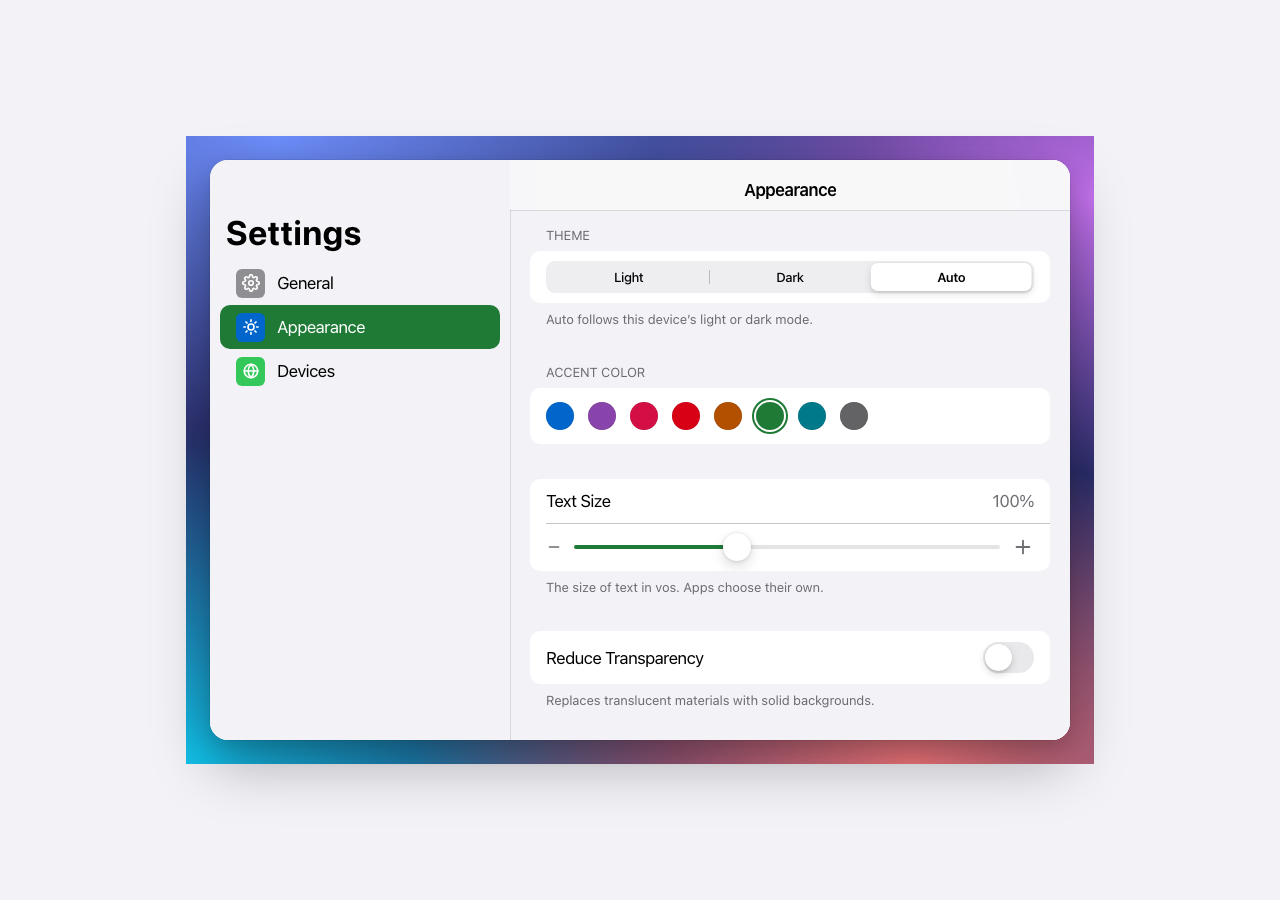 Settings
General
Appearance
Devices
Appearance
THEME
Light Dark Auto
Auto follows this device’s light or dark mode.
ACCENT COLOR
Text Size 100%
The size of text in vos. Apps choose their own.
Reduce Transparency
Replaces translucent materials with solid backgrounds.